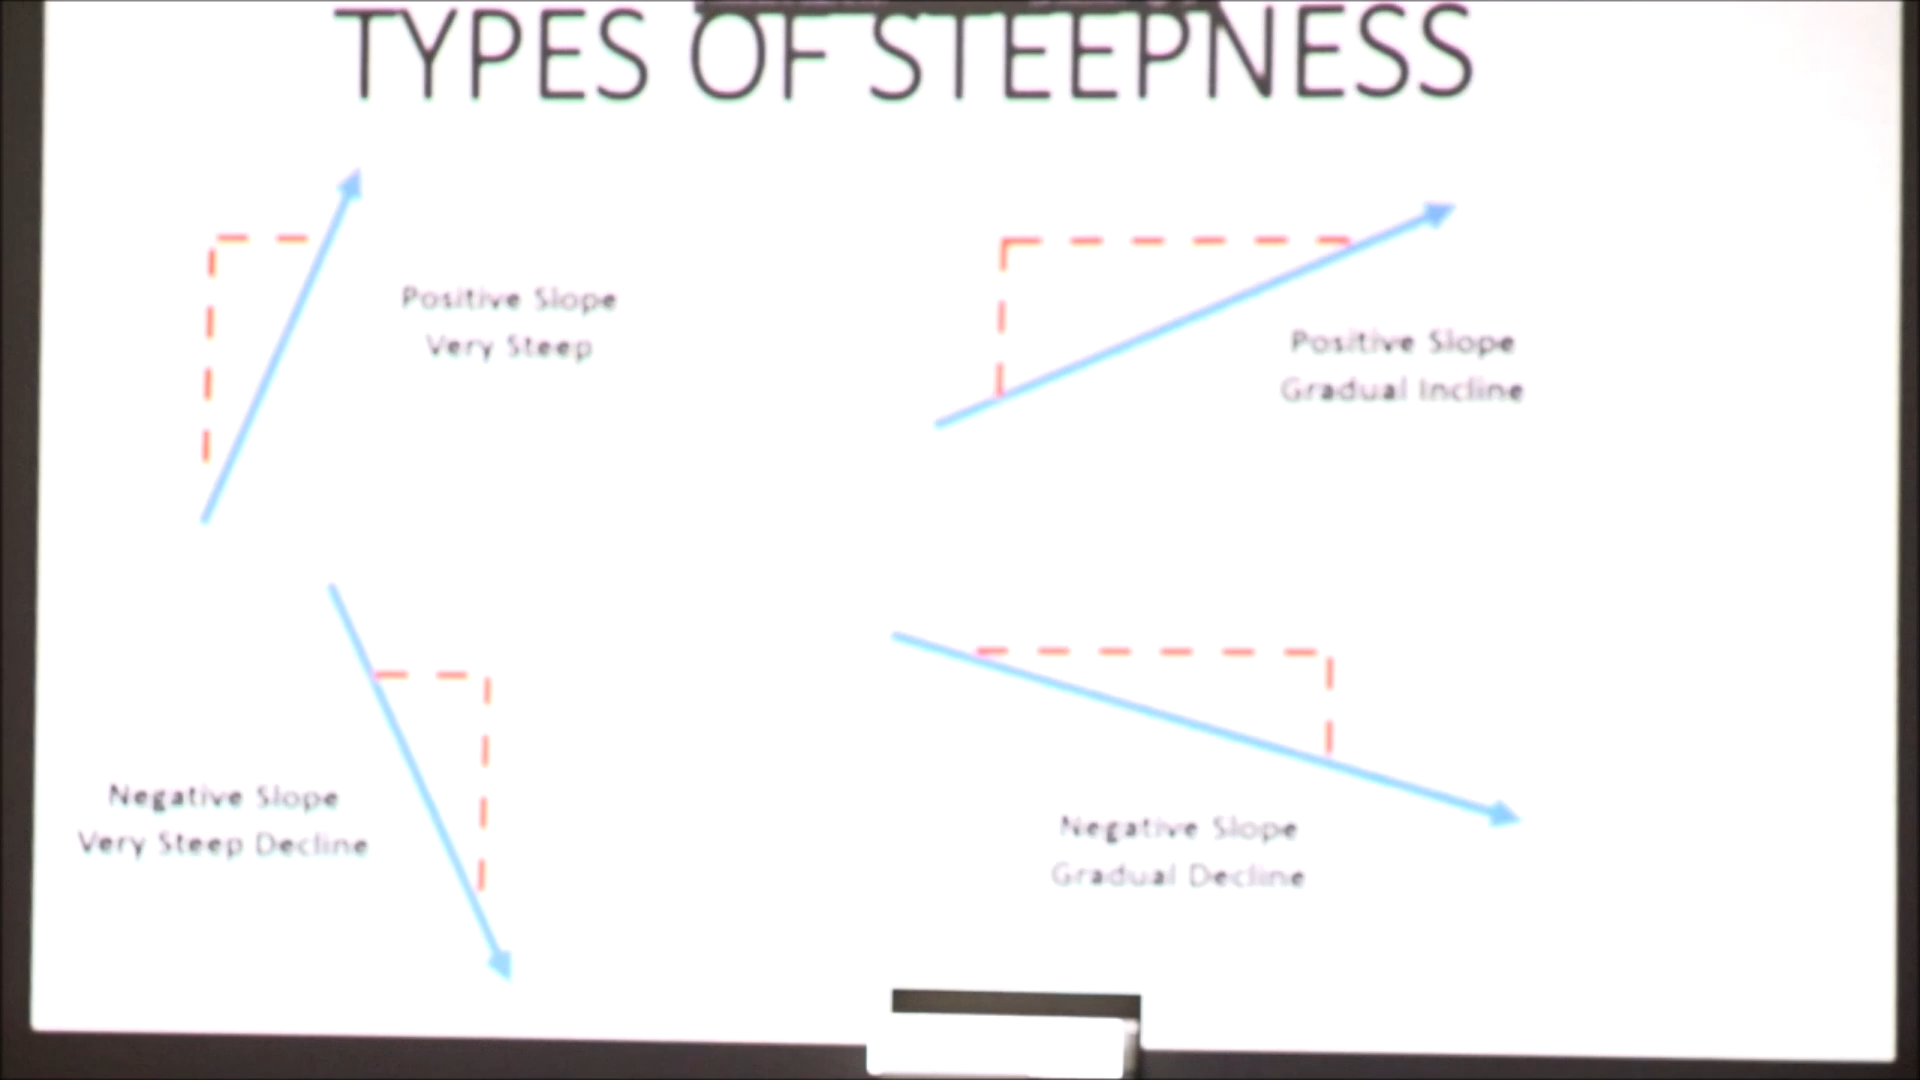 TYPES OF STEEPNESS
Positive Slope
Very Steep
Positive Slope
Gradual Incline
Negative Slope
Very Steep Decline
Negative Slope
Gradual Decline